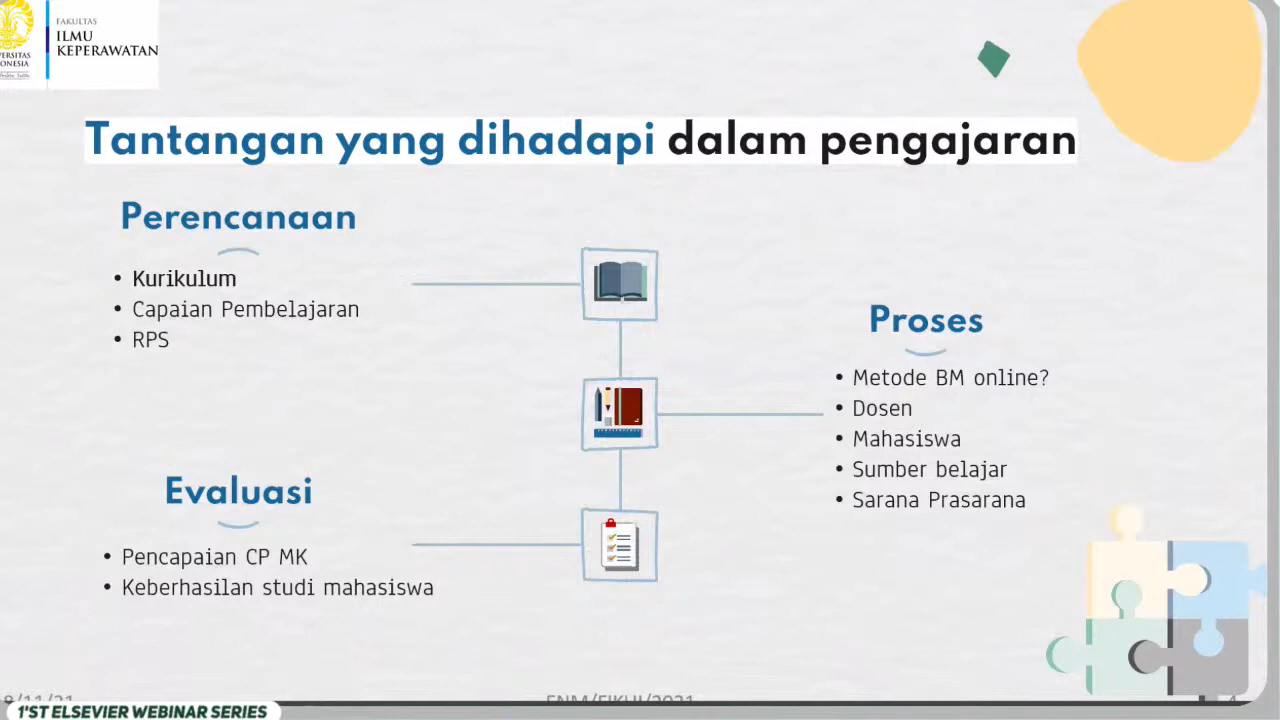 FAKULTAS
ILMU
KEPERAWATAN
Tantangan yang dihadapi dalam pengajaran
Perencanaan
• Kurikulum
• Capaian Pembelajaran
• RPS
Proses
• Metode BM online?
• Dosen
• Mahasiswa
• Sumber belajar
• Sarana Prasarana
Evaluasi
• Pencapaian CP MK
• Keberhasilan studi mahasiswa
1'ST ELSEVIER WEBINAR SERIES